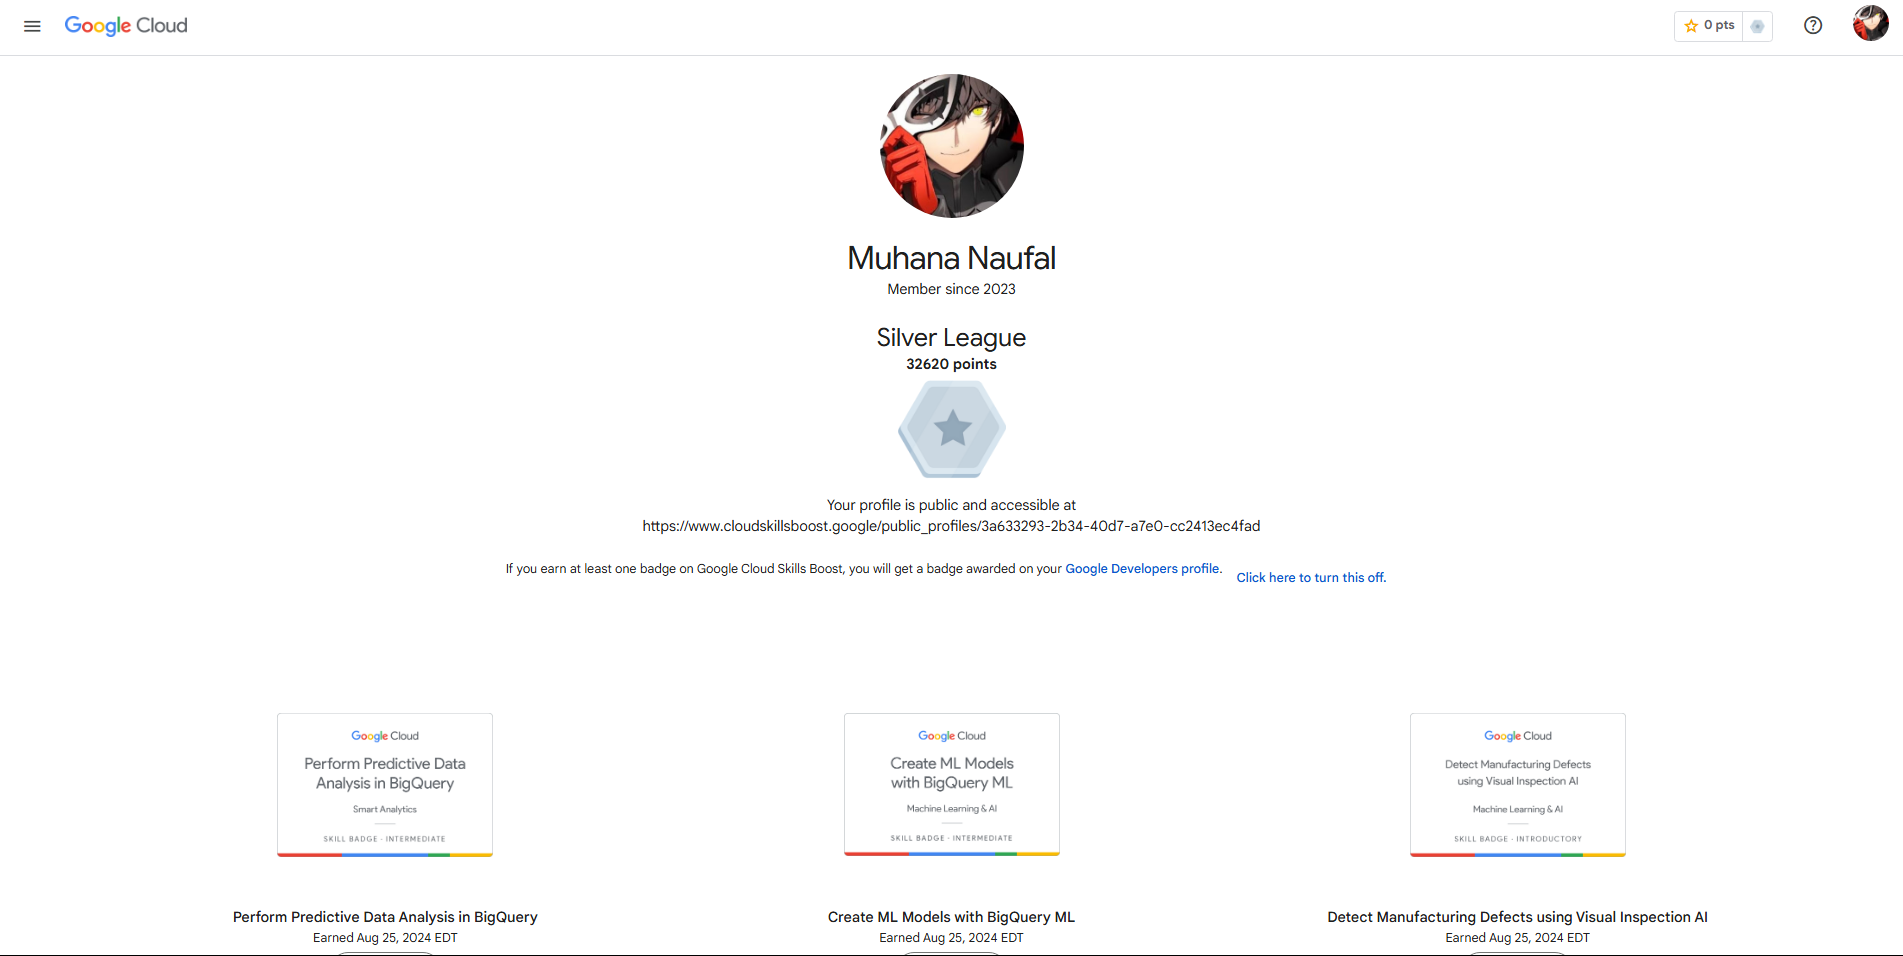 Google Cloud
0 pts
Muhana Naufal
Member since 2023
Silver League
32620 points
Your profile is public and accessible at
https://www.cloudskillsboost.google/public_profiles/3a633293-2b34-40d7-a7e0-cc2413ec4fad
If you earn at least one badge on Google Cloud Skills Boost, you will get a badge awarded on your Google Developers profile.
Click here to turn this off.
Google Cloud
Perform Predictive Data
Analysis in BigQuery
Smart Analytics
SKILL BADGE - INTERMEDIATE
Perform Predictive Data Analysis in BigQuery
Earned Aug 25, 2024 EDT
Google Cloud
Create ML Models
with BigQuery ML
Machine Learning & AI
SKILL BADGE - INTERMEDIATE
Create ML Models with BigQuery ML
Earned Aug 25, 2024 EDT
Google Cloud
Detect Manufacturing Defects
using Visual Inspection AI
Machine Learning & AI
SKILL BADGE - INTRODUCTORY
Detect Manufacturing Defects using Visual Inspection AI
Earned Aug 25, 2024 EDT